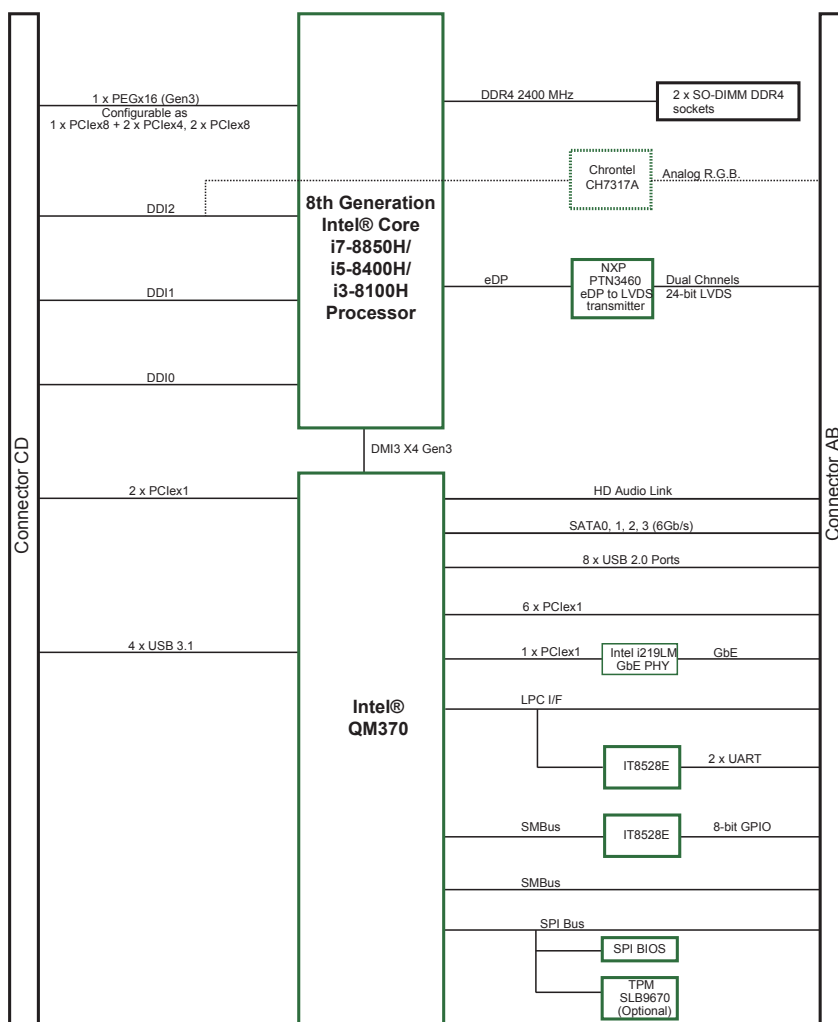 1 x PEGx16 (Gen3)
Configurable as
1 x PCIex8 + 2 x PCIex4, 2 x PCIex8
DDI2
DDI1
DDI0
Connector CD
2 x PCIex1
4 x USB 3.1
8th Generation
Intel® Core
i7-8850H/
i5-8400H/
i3-8100H
Processor
DMI3 X4 Gen3
Intel®
QM370
DDR4 2400 MHz
2 x SO-DIMM DDR4
sockets
Chrontel
CH7317A
Analog R.G.B.
eDP
NXP
PTN3460
eDP to LVDS
transmitter
Dual Chnnels
24-bit LVDS
Connector AB
HD Audio Link
SATA0, 1, 2, 3 (6Gb/s)
8 x USB 2.0 Ports
6 x PCIex1
1 x PCIex1
Intel i219LM
GbE PHY
GbE
LPC I/F
IT8528E
2 x UART
SMBus
IT8528E
8-bit GPIO
SMBus
SPI Bus
SPI BIOS
TPM
SLB9670
(Optional)